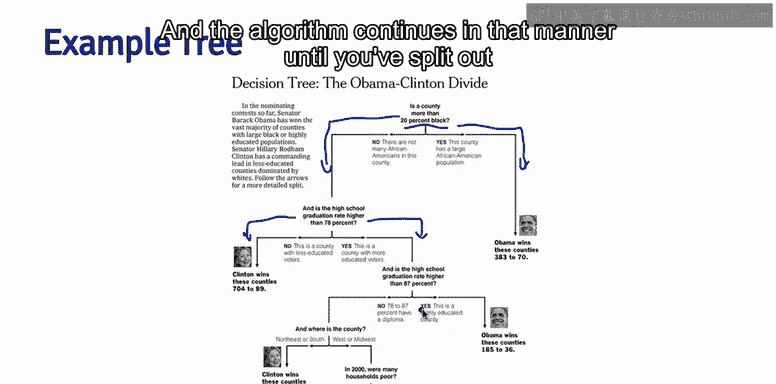 Example Tree
And the algorithm continues in that manner
until you've split out
Decision Tree: The Obama-Clinton Divide
In the nominating
contests so far, Senator
Barack Obama has won the
vast majority of counties
with large black or highly
educated populations.
Senator Hillary Rodham
Clinton has a commanding
lead in less-educated
counties dominated by
whites. Follow the arrows
for a more detailed split.
Is a county
more than
20 percent black?
NO There are not
many African-
Americans in this
county.
YES This county
has a large
African-American
population.
And is the high school
graduation rate higher
than 78 percent?
NO This is a county
with less-educated
voters.
YES This is a
county with more
educated voters.
Obama wins
these counties
383 to 70.
Clinton wins
these counties
704 to 89.
And is the high school
graduation rate higher
than 87 percent?
NO 78 to 87
percent have
a diploma.
YES This is a
highly educated
county.
Obama wins
these counties
185 to 36.
And where is the county?
Northeast or South
West or Midwest
Clinton wins
these counties
In 2000, were many
households poor?